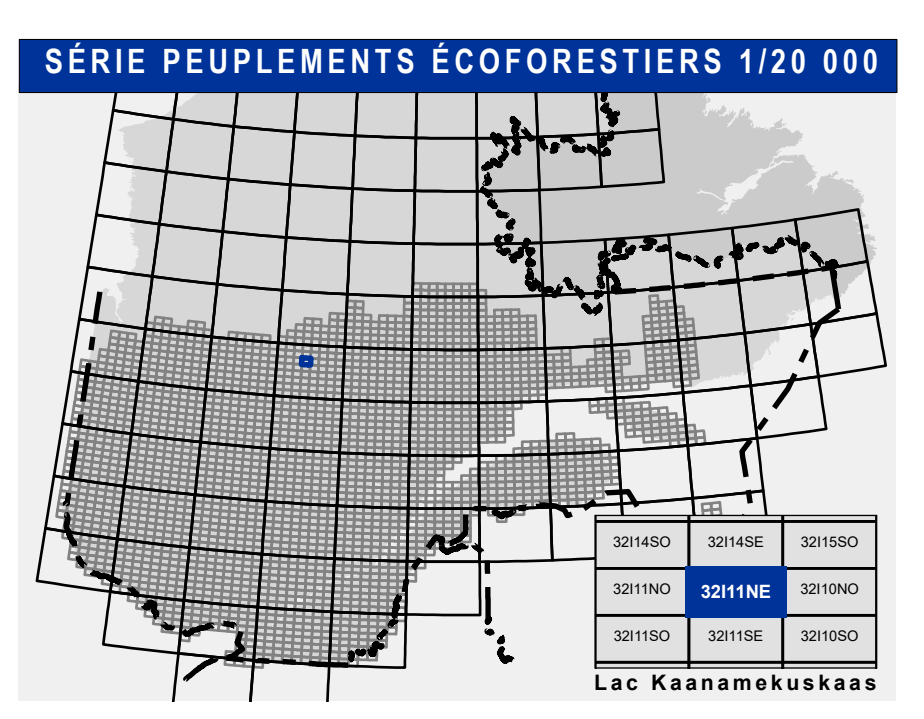 SÉRIE PEUPLEMENTS ÉCOFORESTIERS 1/20 000
32I14SO 32I14SE 32I15SO
32I11NO 32I11NE 32I10NO
32I11SO 32I11SE 32I10SO
Lac Kaanamekuskaas